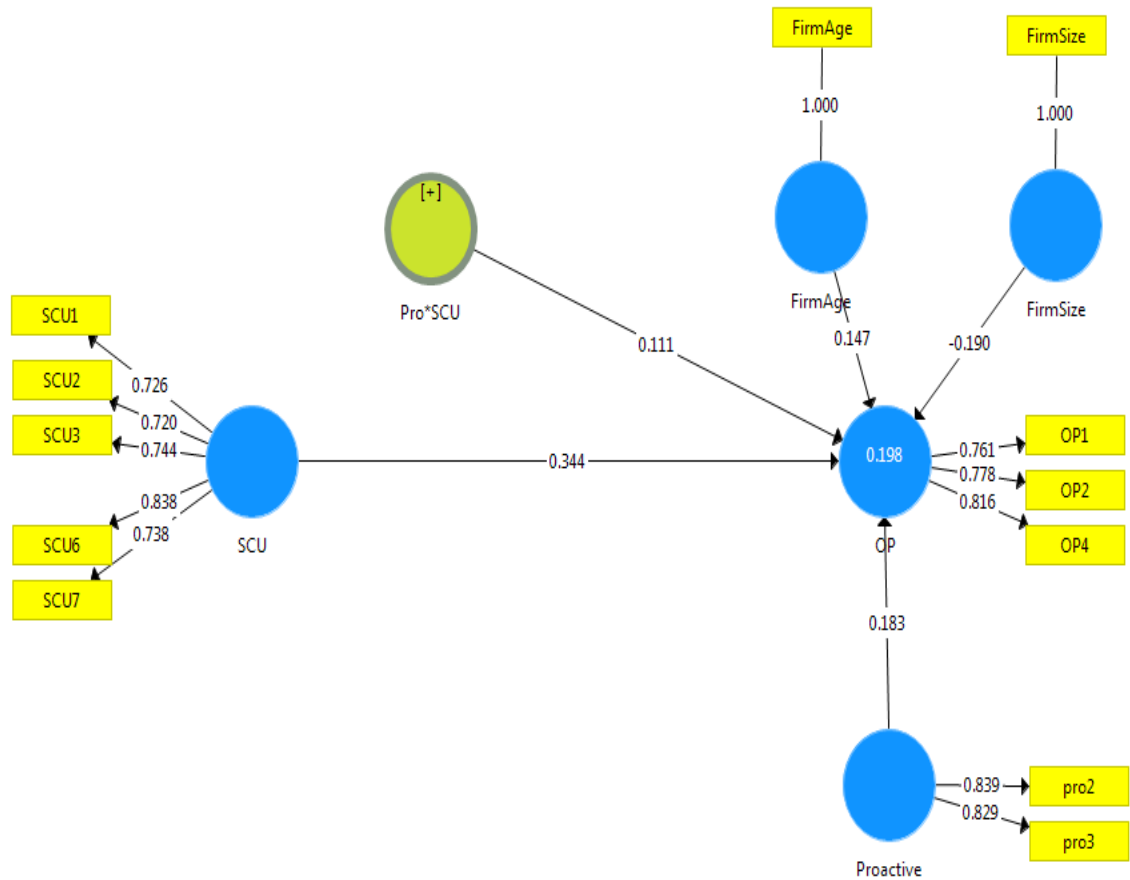 FirmAge
FirmSize
1.000
1.000
[+]
Pro*SCU
FirmAge
FirmSize
0.147
-0.190
0.111
SCU1
SCU2
SCU3
SCU6
SCU7
0.726
0.720
0.744
0.838
0.738
SCU
0.344
0.198
OP
0.761
0.778
0.816
OP1
OP2
OP4
0.183
0.839
0.829
pro2
pro3
Proactive